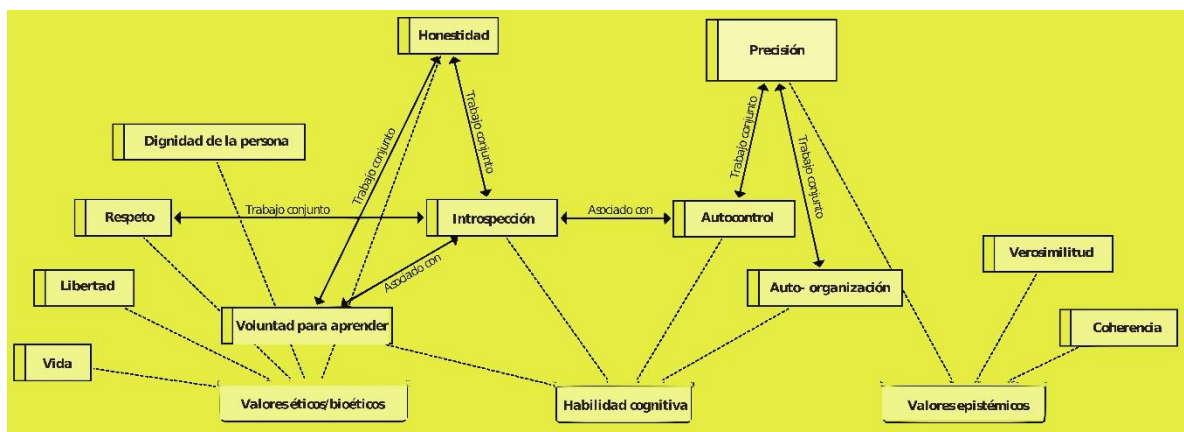 Honestidad
Precisión
Trabajo conjunto
Trabajo conjunto
Trabajo conjunto
Trabajo conjunto
Dignidad de la persona
Respeto
Trabajo conjunto
Introspección
Asociado con
Autocontrol
Verosimilitud
Asociado con
Libertad
Auto- organización
Voluntad para aprender
Coherencia
Vida
Valores éticos/bioéticos
Habilidad cognitiva
Valores epistémicos